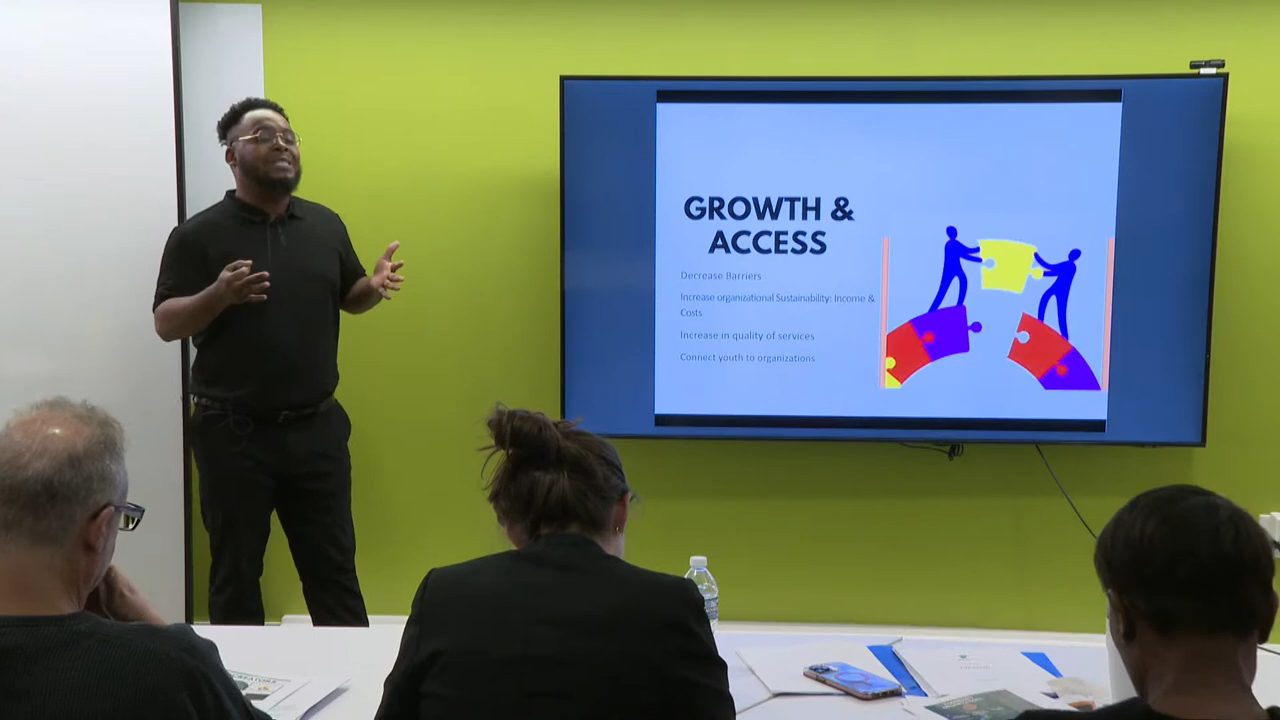 GROWTH &
ACCESS
Decrease Barriers
Increase organizational Sustainability: Income &
Costs
Increase in quality of services
Connect youth to organizations